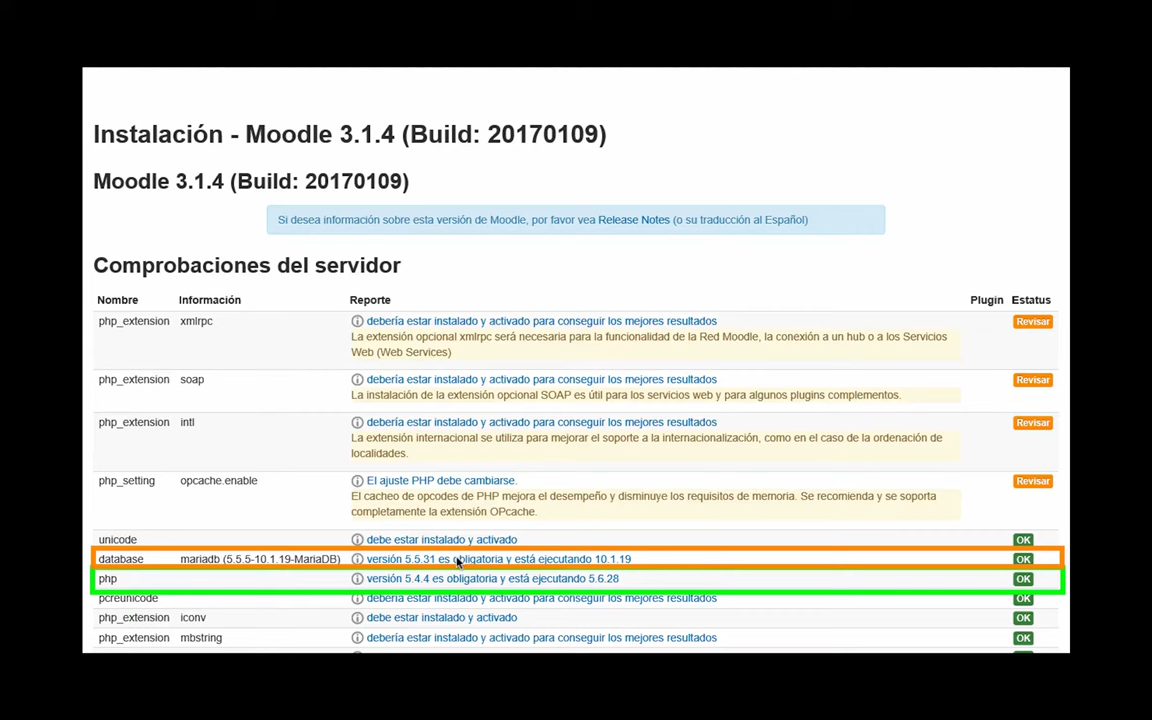 Instalación - Moodle 3.1.4 (Build: 20170109)
Moodle 3.1.4 (Build: 20170109)
Si desea información sobre esta versión de Moodle, por favor vea Release Notes (o su traducción al Español)
Comprobaciones del servidor
Nombre Información Reporte Plugin Estatus
php_extension xmlrpc debería estar instalado y activado para conseguir los mejores resultados Revisar
La extensión opcional xmlrpc será necesaria para la funcionalidad de la Red Moodle, la conexión a un hub o a los Servicios
Web (Web Services)
php_extension soap debería estar instalado y activado para conseguir los mejores resultados Revisar
La instalación de la extensión opcional SOAP es útil para los servicios web y para algunos plugins complementos.
php_extension intl debería estar instalado y activado para conseguir los mejores resultados Revisar
La extensión internacional se utiliza para mejorar el soporte a la internacionalización, como en el caso de la ordenación de
localidades.
php_setting opcache.enable El ajuste PHP debe cambiarse. Revisar
El cacheo de opcodes de PHP mejora el desempeño y disminuye los requisitos de memoria. Se recomienda y se soporta
completamente la extensión OPcache.
unicode debe estar instalado y activado OK
database mariadb (5.5.5-10.1.19-MariaDB) versión 5.5.31 es obligatoria y está ejecutando 10.1.19 OK
php versión 5.4.4 es obligatoria y está ejecutando 5.6.28 OK
pcreunicode debería estar instalado y activado para conseguir los mejores resultados OK
php_extension iconv debe estar instalado y activado OK
php_extension mbstring debería estar instalado y activado para conseguir los mejores resultados OK